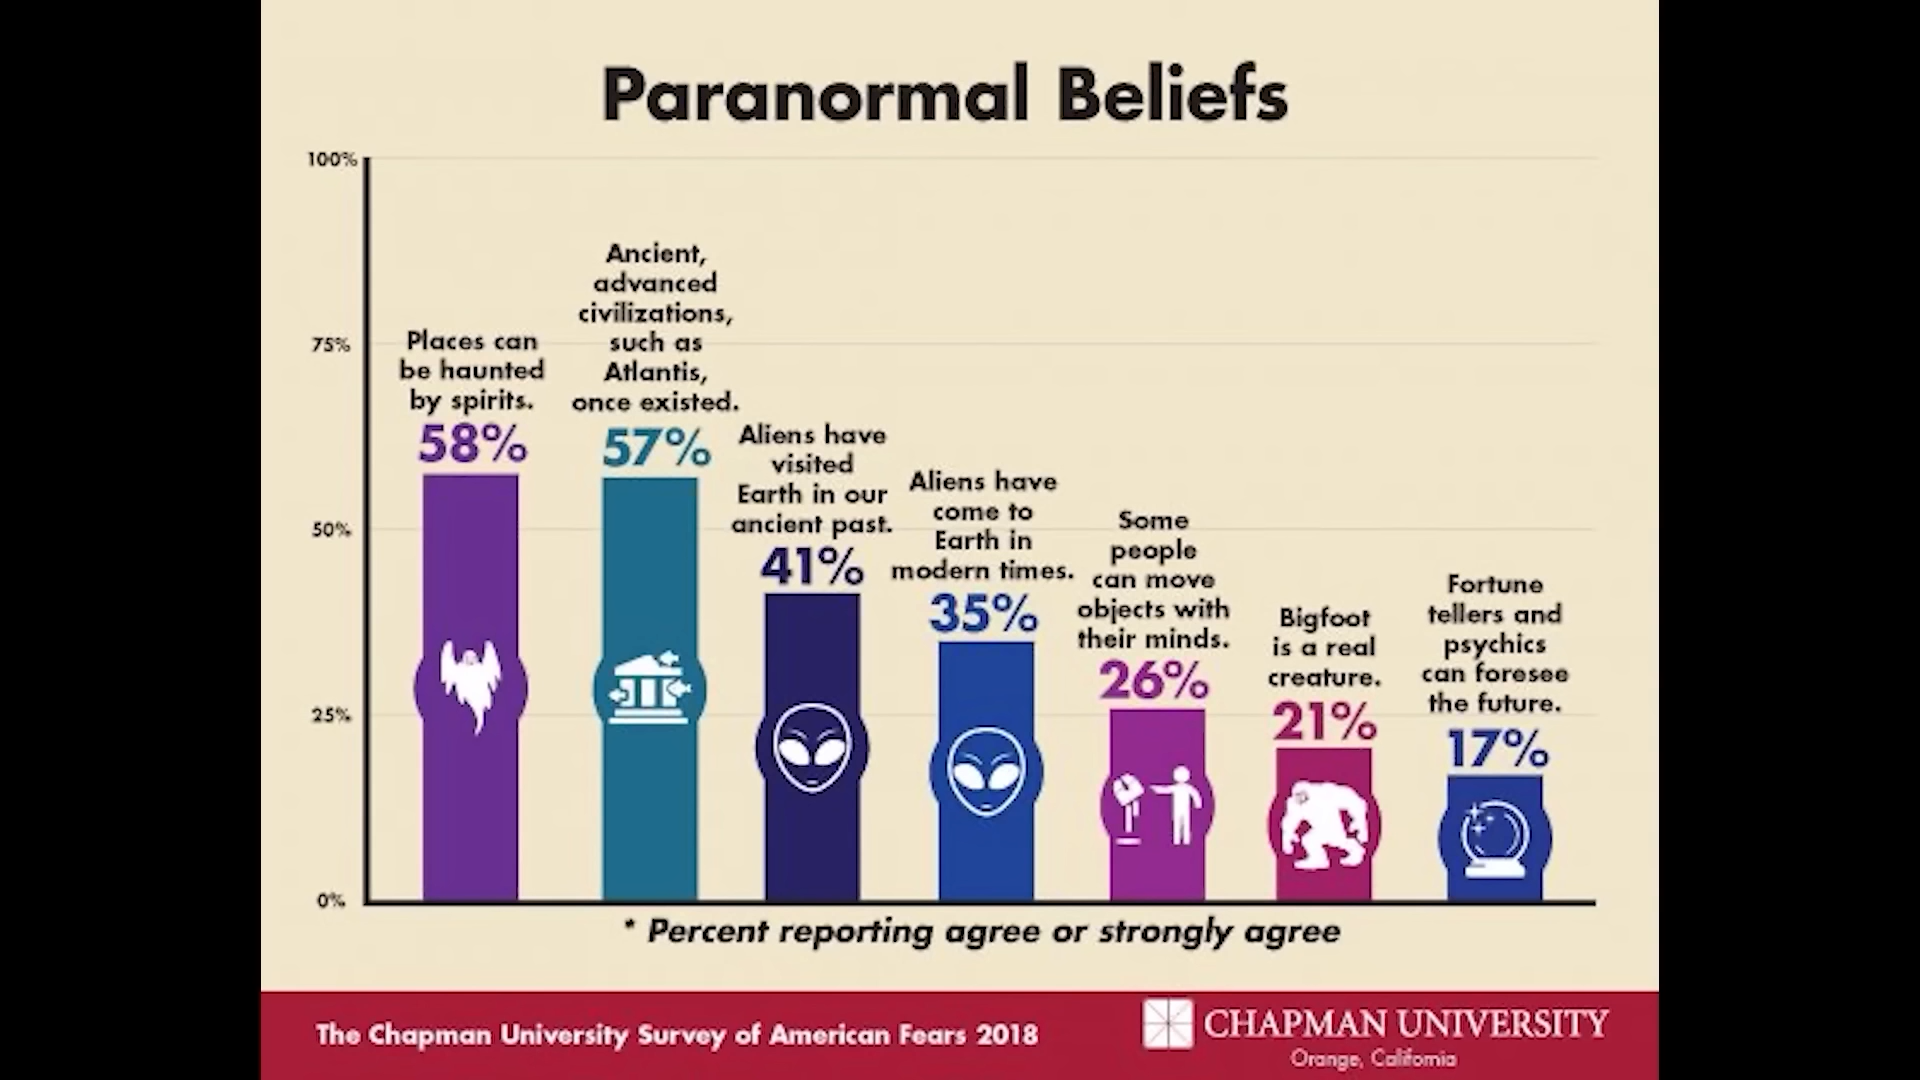 Paranormal Beliefs
100%
75%
50%
25%
0%
Places can
be haunted
by spirits.
58%
Ancient,
advanced
civilizations,
such as
Atlantis,
once existed.
57%
Aliens have
visited
Earth in our
ancient past.
41%
Aliens have
come to
Earth in
modern times.
35%
Some
people
can move
objects with
their minds.
26%
Bigfoot
is a real
creature.
21%
Fortune
tellers and
psychics
can foresee
the future.
17%
* Percent reporting agree or strongly agree
The Chapman University Survey of American Fears 2018
CHAPMAN UNIVERSITY
Orange, California